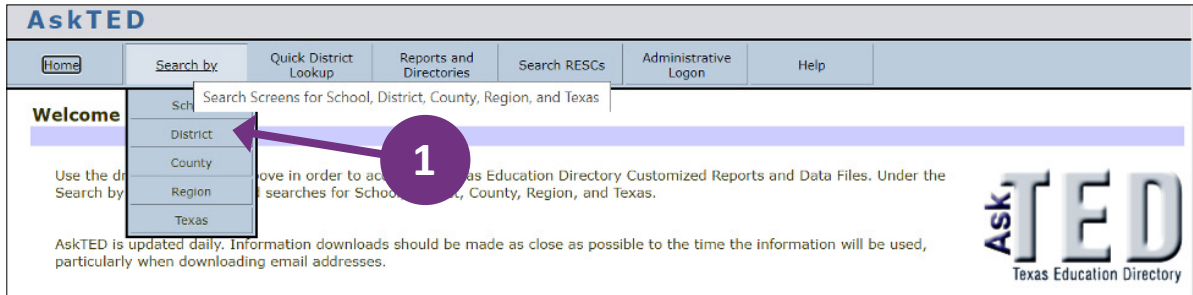 AskTED
Home
Search by
Quick District
Lookup
Reports and
Directories
Search RESCs
Administrative
Logon
Help
Search Screens for School, District, County, Region, and Texas
Sch
District
County
Region
Texas
Welcome
1
Use the dr ove in order to ac as Education Directory Customized Reports and Data Files. Under the
Search by searches for Schoo t, County, Region, and Texas.
AskTED is updated daily. Information downloads should be made as close as possible to the time the information will be used,
particularly when downloading email addresses.
Ask TED
Texas Education Directory